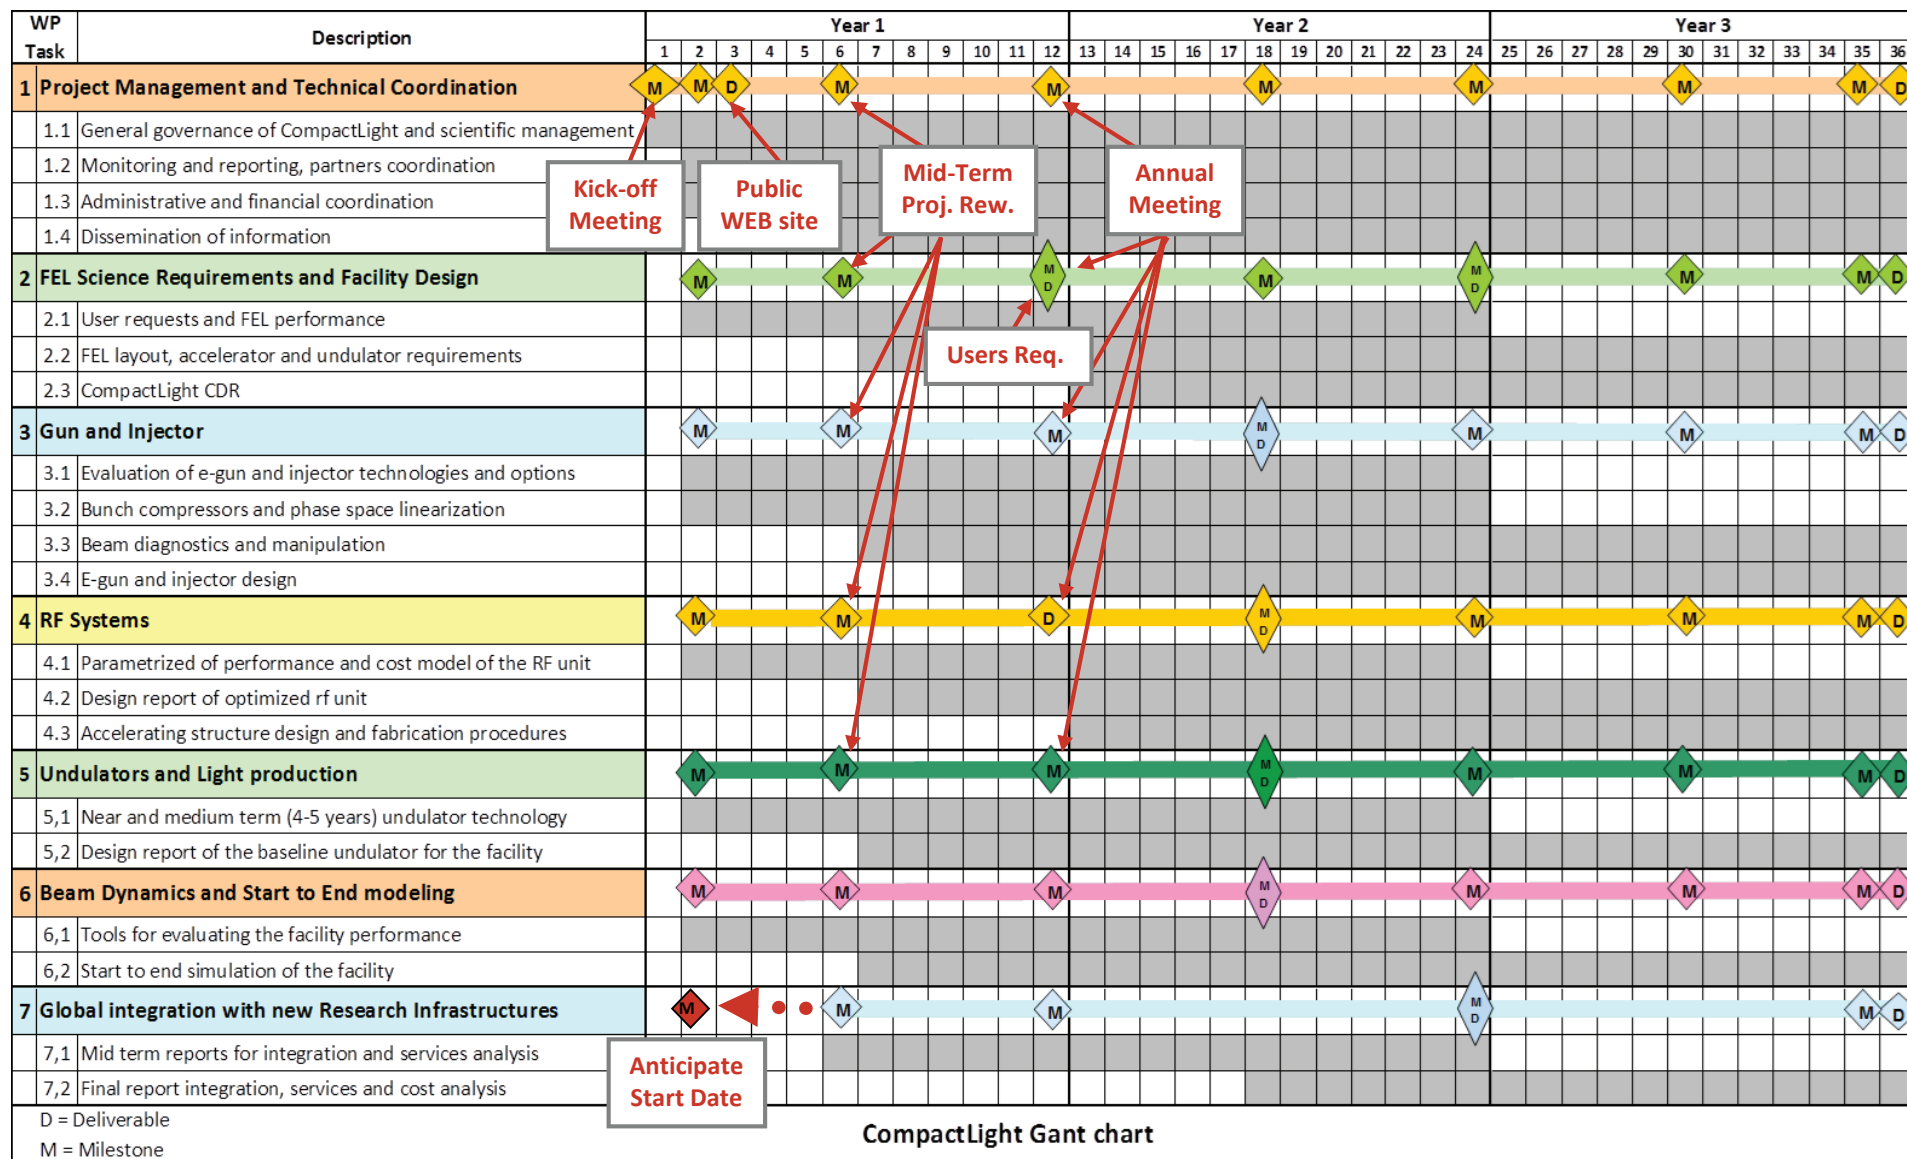 WP Year 1 Year 2 Year 3
Task Description 1 2 3 4 5 6 7 8 9 10 11 12 13 14 15 16 17 18 19 20 21 22 23 24 25 26 27 28 29 30 31 32 33 34 35 36
1 Project Management and Technical Coordination M M D M M M M M M D
1.1 General governance of CompactLight and scientific management
1.2 Monitoring and reporting, partners coordination
1.3 Administrative and financial coordination
1.4 Dissemination of information
Kick-off
Meeting
Public
WEB site
Mid-Term
Proj. Rew.
Annual
Meeting
2 FEL Science Requirements and Facility Design M M M D M M D M M D
2.1 User requests and FEL performance
2.2 FEL layout, accelerator and undulator requirements
Users Req.
2.3 CompactLight CDR
3 Gun and Injector M M M M D M M M D
3.1 Evaluation of e-gun and injector technologies and options
3.2 Bunch compressors and phase space linearization
3.3 Beam diagnostics and manipulation
3.4 E-gun and injector design
4 RF Systems M M D M D M M M D
4.1 Parametrized of performance and cost model of the RF unit
4.2 Design report of optimized rf unit
4.3 Accelerating structure design and fabrication procedures
5 Undulators and Light production M M M M D M M M D
5,1 Near and medium term (4-5 years) undulator technology
5,2 Design report of the baseline undulator for the facility
6 Beam Dynamics and Start to End modeling M M M M D M M M D
6,1 Tools for evaluating the facility performance
6,2 Start to end simulation of the facility
7 Global integration with new Research Infrastructures M M M M D M D
7,1 Mid term reports for integration and services analysis
7,2 Final report integration, services and cost analysis
Anticipate
Start Date
D = Deliverable
M = Milestone
CompactLight Gant chart